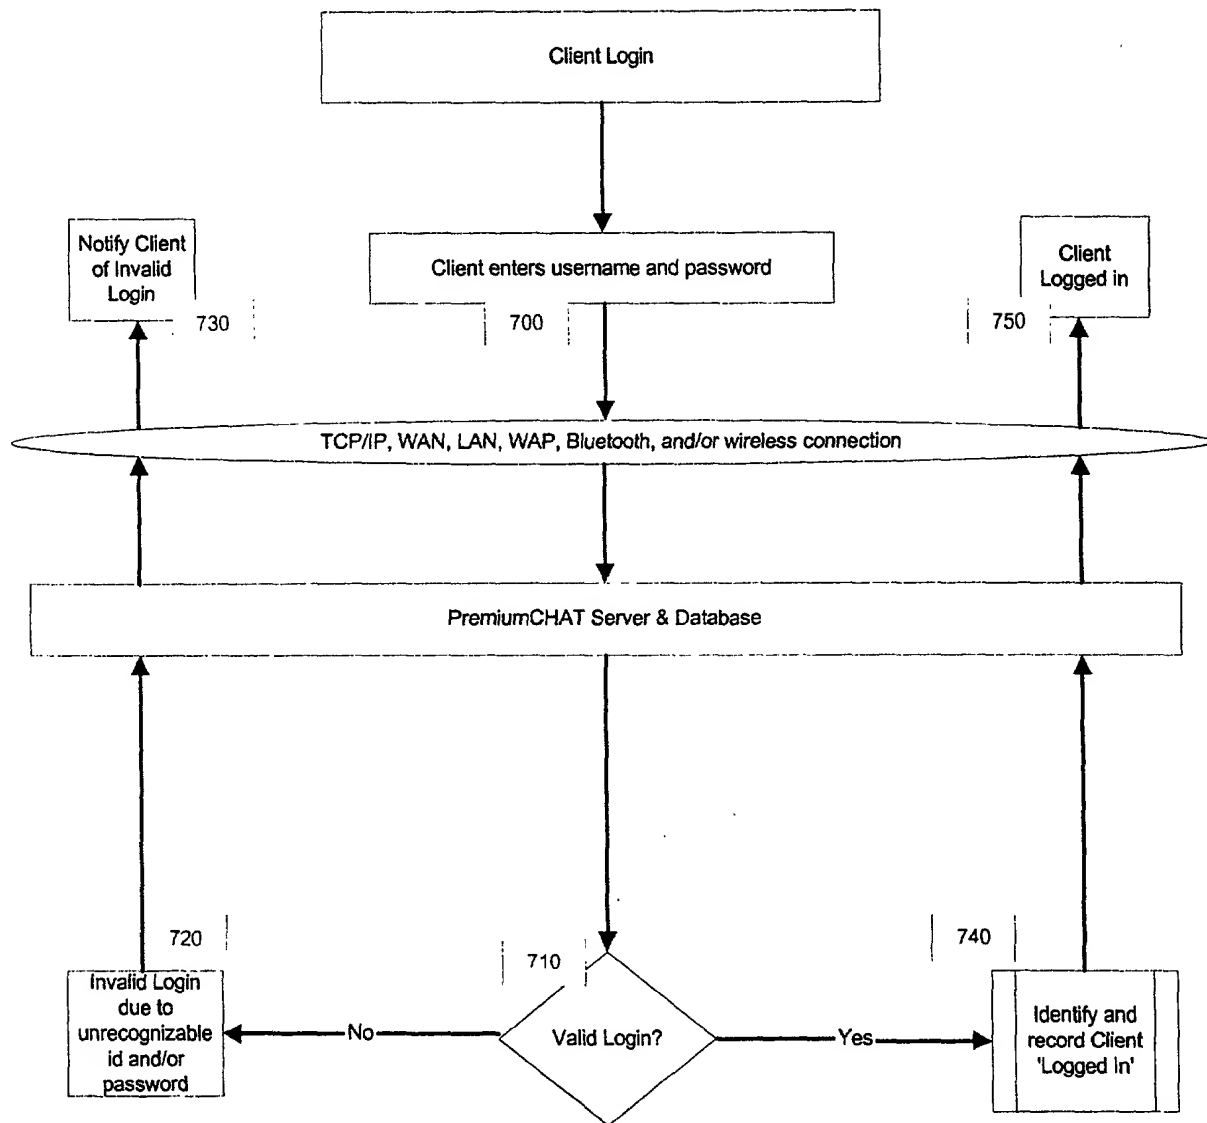 Client Login
Notify Client
of Invalid
Login
730
Client enters username and password
700
Client
Logged in
750
TCP/IP, WAN, LAN, WAP, Bluetooth, and/or wireless connection
PremiumCHAT Server & Database
720
Invalid Login
due to
unrecognizable
id and/or
password
No
710
Valid Login?
Yes
740
Identify and
record Client
'Logged In'